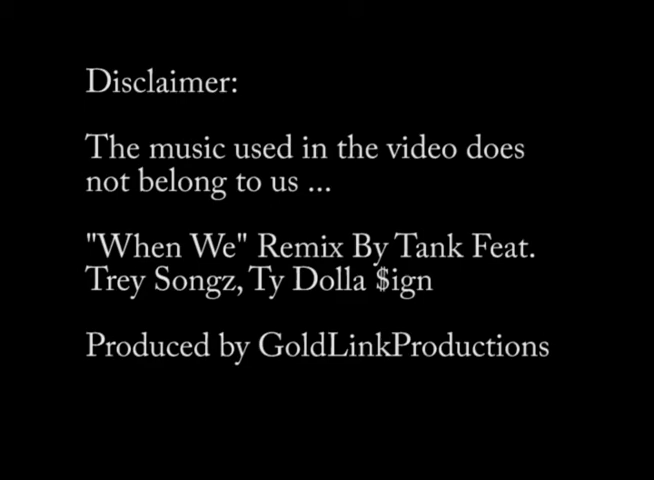 Disclaimer:
The music used in the video does
not belong to us ...
"When We" Remix By Tank Feat.
Trey Songz, Ty Dolla $ign
Produced by GoldLinkProductions